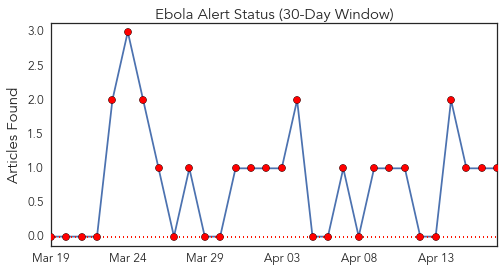 Ebola Alert Status (30-Day Window)
Articles Found
3.0
2.5
2.0
1.5
1.0
0.5
0.0
Mar 19 Mar 24 Mar 29 Apr 03 Apr 08 Apr 13